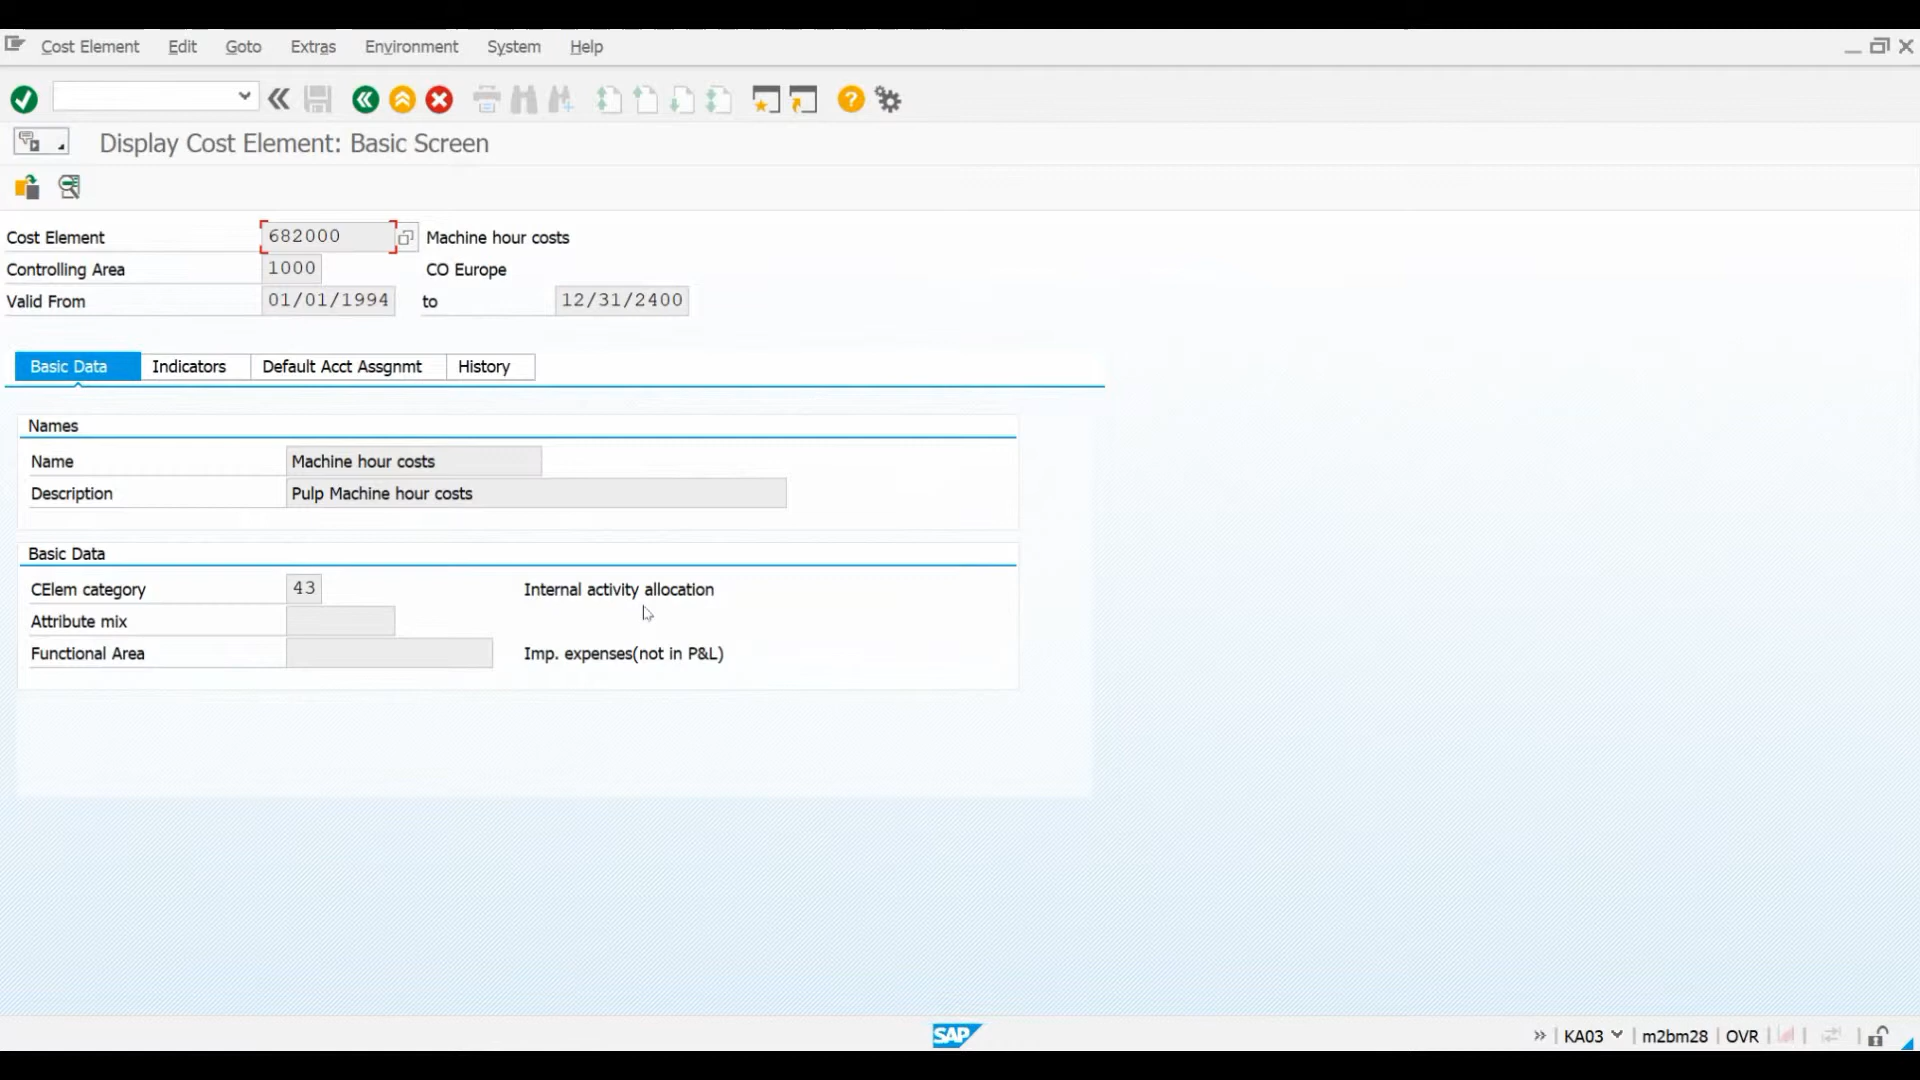 Cost Element Edit Goto Extras Environment System Help
Display Cost Element: Basic Screen
Cost Element 682000 Machine hour costs
Controlling Area 1000 CO Europe
Valid From 01/01/1994 to 12/31/2400
Basic Data Indicators Default Acct Assgnmt History
Names
Name Machine hour costs
Description Pulp Machine hour costs
Basic Data
CElem category 43 Internal activity allocation
Attribute mix
Functional Area Imp. expenses(not in P&L)
SAP KA03 m2bm28 OVR